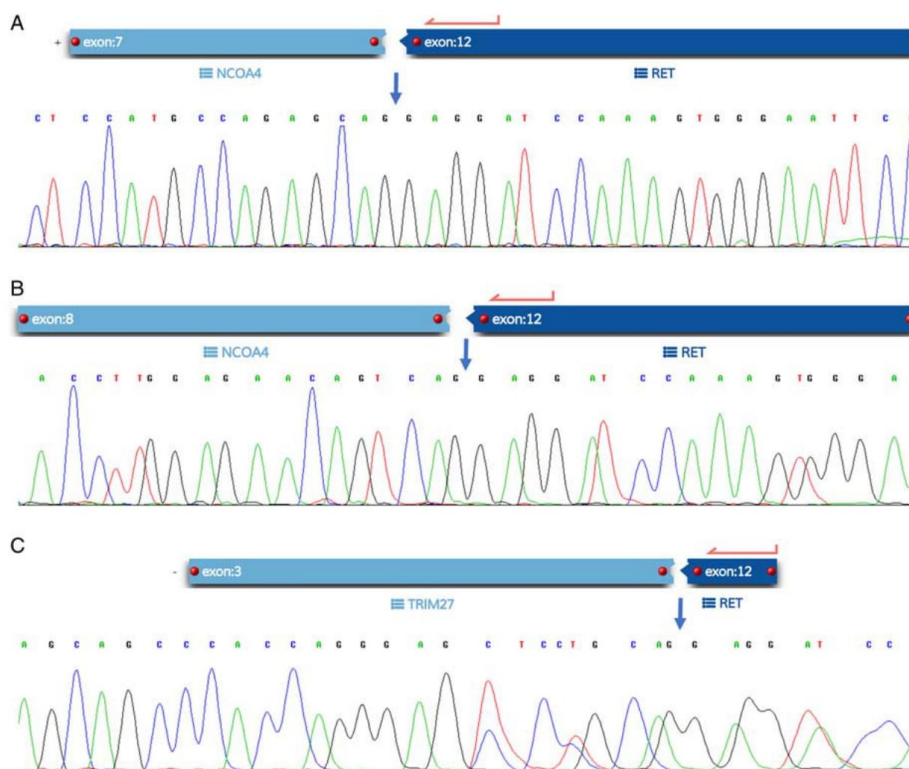 A
+ exon:7 exon:12
NCOA4 RET
C T C C A T G C C A G A G C A G G A G G A T C C A A A G T G G G A A T T C C
B
exon:8 exon:12
NCOA4 RET
A C C T T G G A G A A C A G T C A G G A G G A T C C A A A G T G G G A
C
- exon:3 exon:12
TRIM27 RET
A G C A G C C C A C C A G G G A G C T C C T G C A G G A G G A T C C